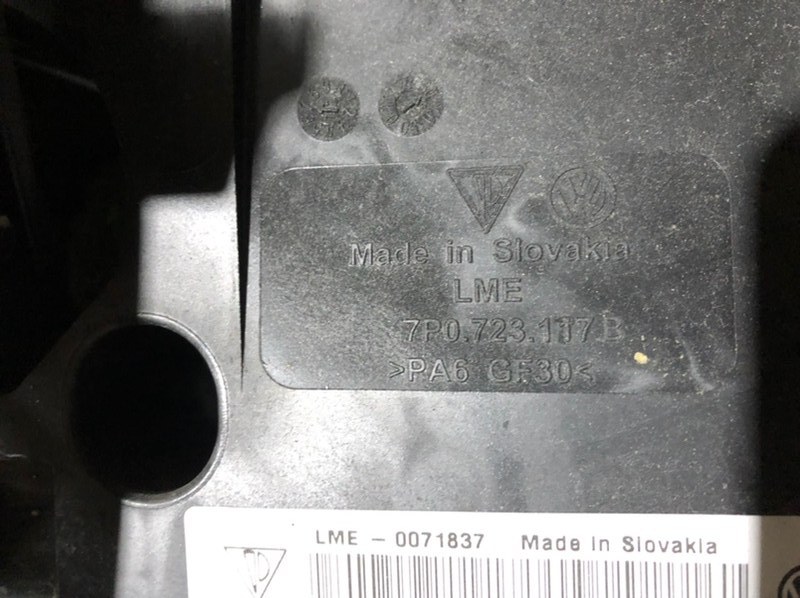 Made in Slovakia
LME
7P0.723.117 B
>PA6 GF30<
LME - 0071837 Made in Slovakia